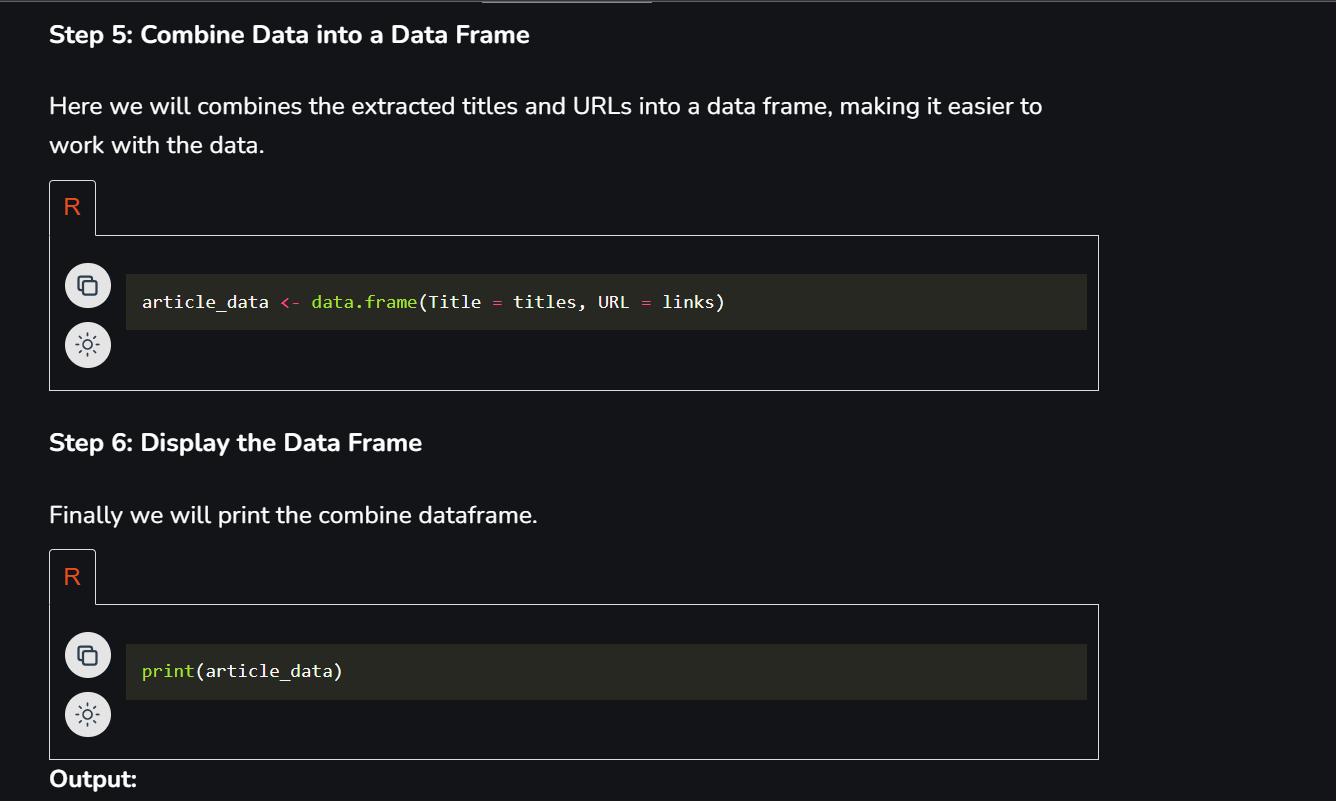 Step 5: Combine Data into a Data Frame
Here we will combines the extracted titles and URLs into a data frame, making it easier to
work with the data.
R
article_data <- data.frame(Title = titles, URL = links)
Step 6: Display the Data Frame
Finally we will print the combine dataframe.
R
print(article_data)
Output: